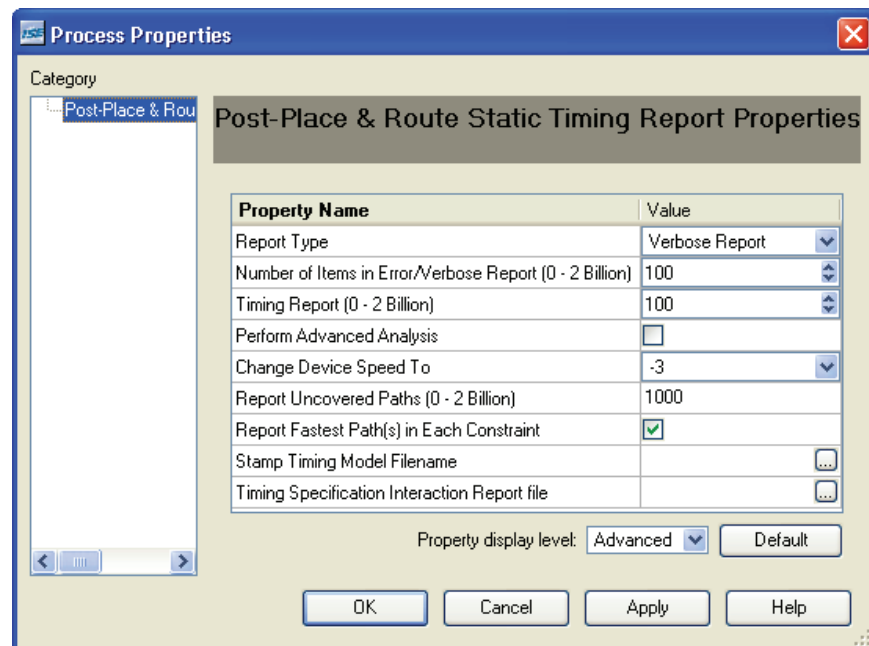 ISE Process Properties
Category
Post-Place & Rou
Post-Place & Route Static Timing Report Properties
Property Name Value
Report Type Verbose Report
Number of Items in Error/Verbose Report (0 - 2 Billion) 100
Timing Report (0 - 2 Billion) 100
Perform Advanced Analysis
Change Device Speed To -3
Report Uncovered Paths (0 - 2 Billion) 1000
Report Fastest Path(s) in Each Constraint
Stamp Timing Model Filename ...
Timing Specification Interaction Report file ...
Property display level: Advanced Default
OK Cancel Apply Help